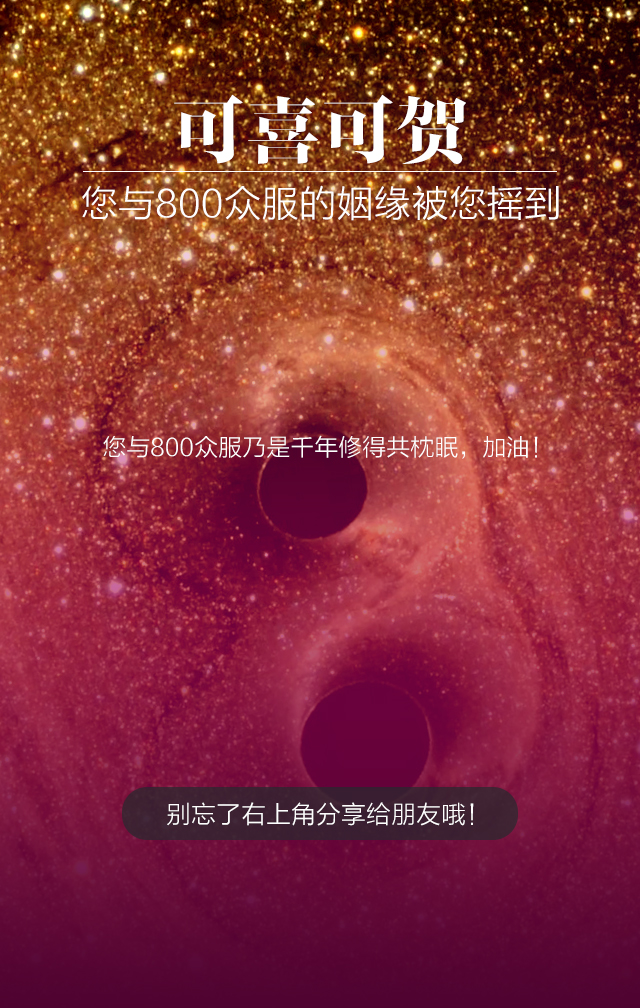 可喜可贺
您与800众服的姻缘被您摇到
您与800众服乃是千年修得共枕眠，加油！
别忘了右上角分享给朋友哦！